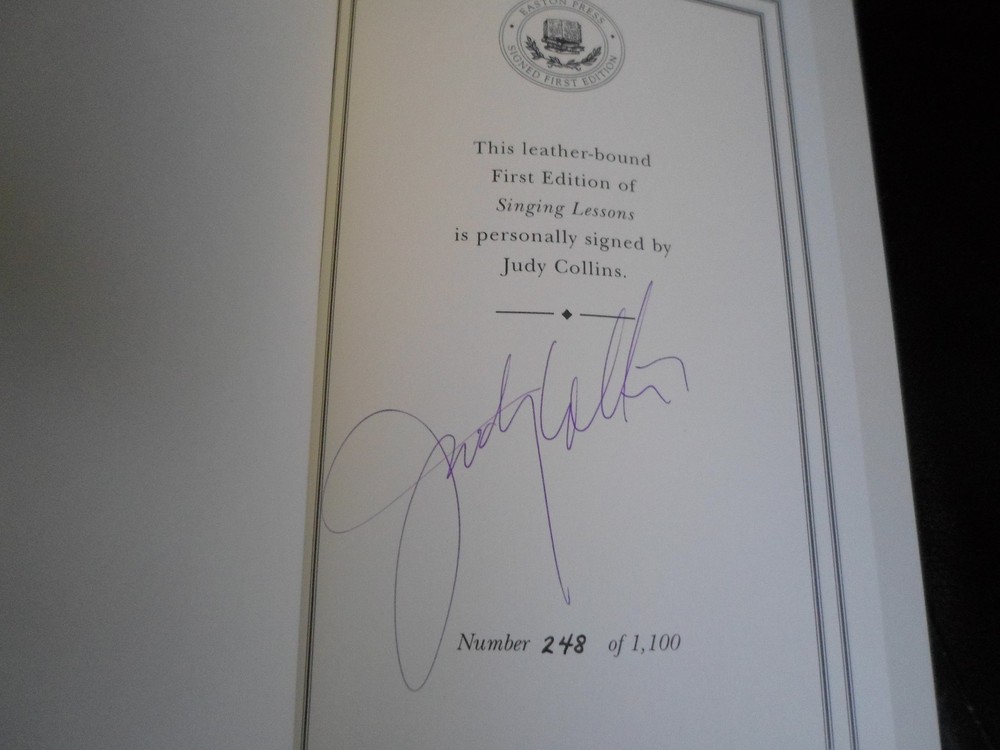 EASTON PRESS
SIGNED FIRST EDITION
This leather-bound
First Edition of
Singing Lessons
is personally signed by
Judy Collins.
Judy Collins
Number 248 of 1,100